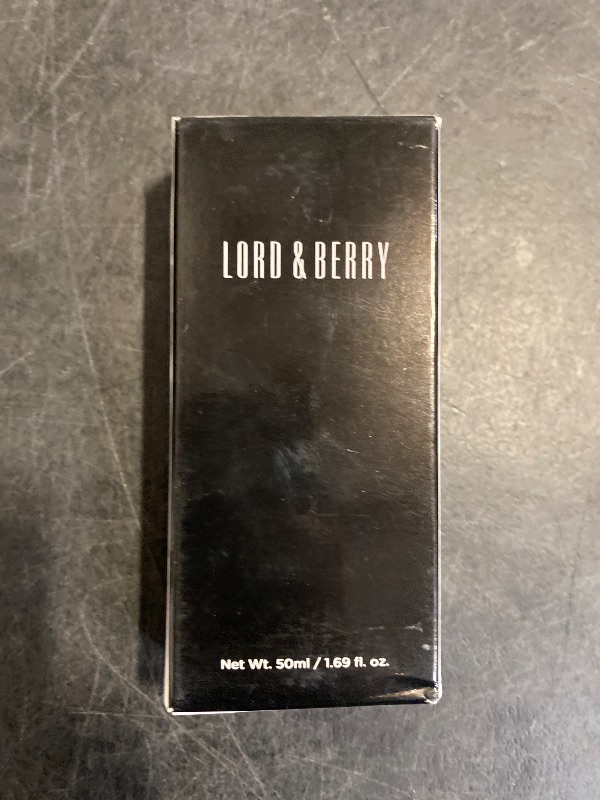 LORD & BERRY
Net Wt. 50ml / 1.69 fl. oz.